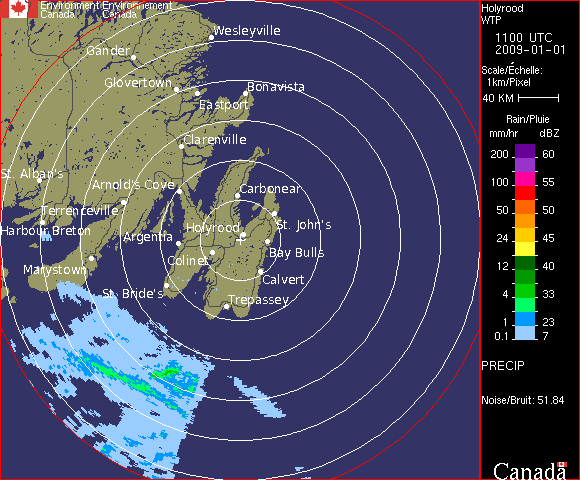 Environment Environnement
Canada Canada
Wesleyville
Gander
Glovertown
Bonavista
Eastport
Clarenville
St. Alban's
Arnold's Cove
Carbonear
Terrenceville
St. John's
Harbour Breton
Holyrood
Argentia
Bay Bulls
Colinet
Marystown
Calvert
St. Bride's
Trepassey
Holyrood
WTP
1100 UTC
2009-01-01
Scale/Échelle:
1km/Pixel
40 KM
Rain/Pluie
mm/hr dBZ
200 60
100 55
50 50
24 45
12 40
4 33
1 23
0.1 7
PRECIP
Noise/Bruit: 51.84
Canada